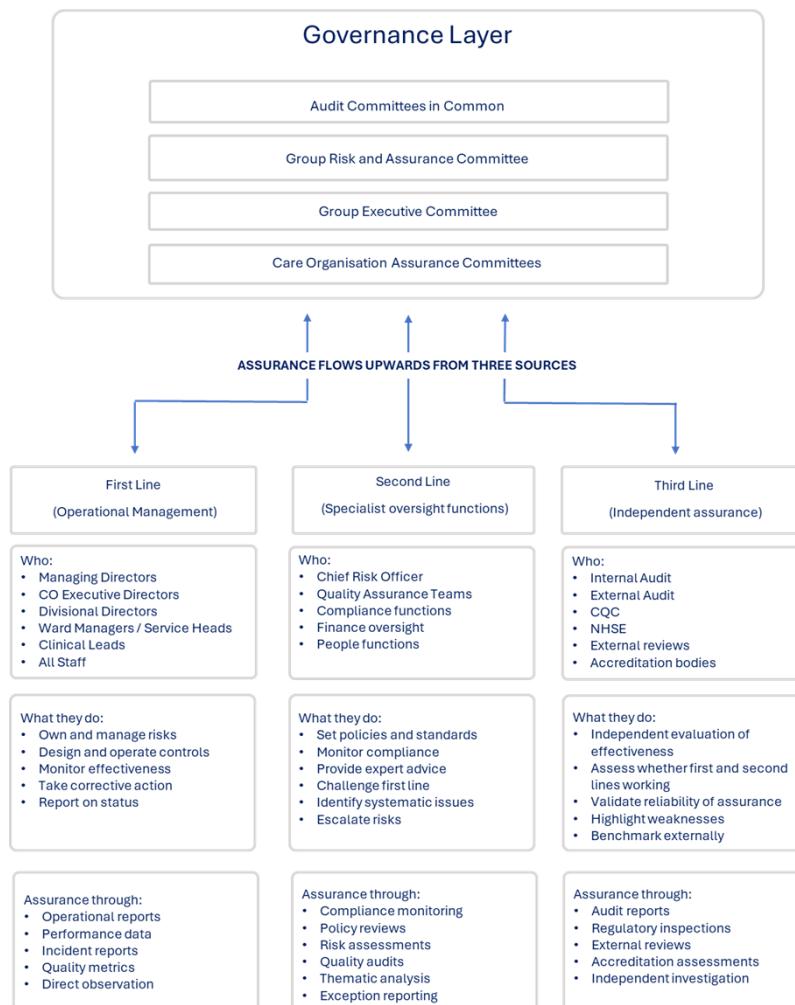 Governance Layer
Audit Committees in Common
Group Risk and Assurance Committee
Group Executive Committee
Care Organisation Assurance Committees
ASSURANCE FLOWS UPWARDS FROM THREE SOURCES
First Line
(Operational Management)
Who:
• Managing Directors
• CO Executive Directors
• Divisional Directors
• Ward Managers / Service Heads
• Clinical Leads
• All Staff
What they do:
• Own and manage risks
• Design and operate controls
• Monitor effectiveness
• Take corrective action
• Report on status
Assurance through:
• Operational reports
• Performance data
• Incident reports
• Quality metrics
• Direct observation
Second Line
(Specialist oversight functions)
Who:
• Chief Risk Officer
• Quality Assurance Teams
• Compliance functions
• Finance oversight
• People functions
What they do:
• Set policies and standards
• Monitor compliance
• Provide expert advice
• Challenge first line
• Identify systematic issues
• Escalate risks
Assurance through:
• Compliance monitoring
• Policy reviews
• Risk assessments
• Quality audits
• Thematic analysis
• Exception reporting
Third Line
(Independent assurance)
Who:
• Internal Audit
• External Audit
• CQC
• NHSE
• External reviews
• Accreditation bodies
What they do:
• Independent evaluation of
effectiveness
• Assess whether first and second
lines working
• Validate reliability of assurance
• Highlight weaknesses
• Benchmark externally
Assurance through:
• Audit reports
• Regulatory inspections
• External reviews
• Accreditation assessments
• Independent investigation